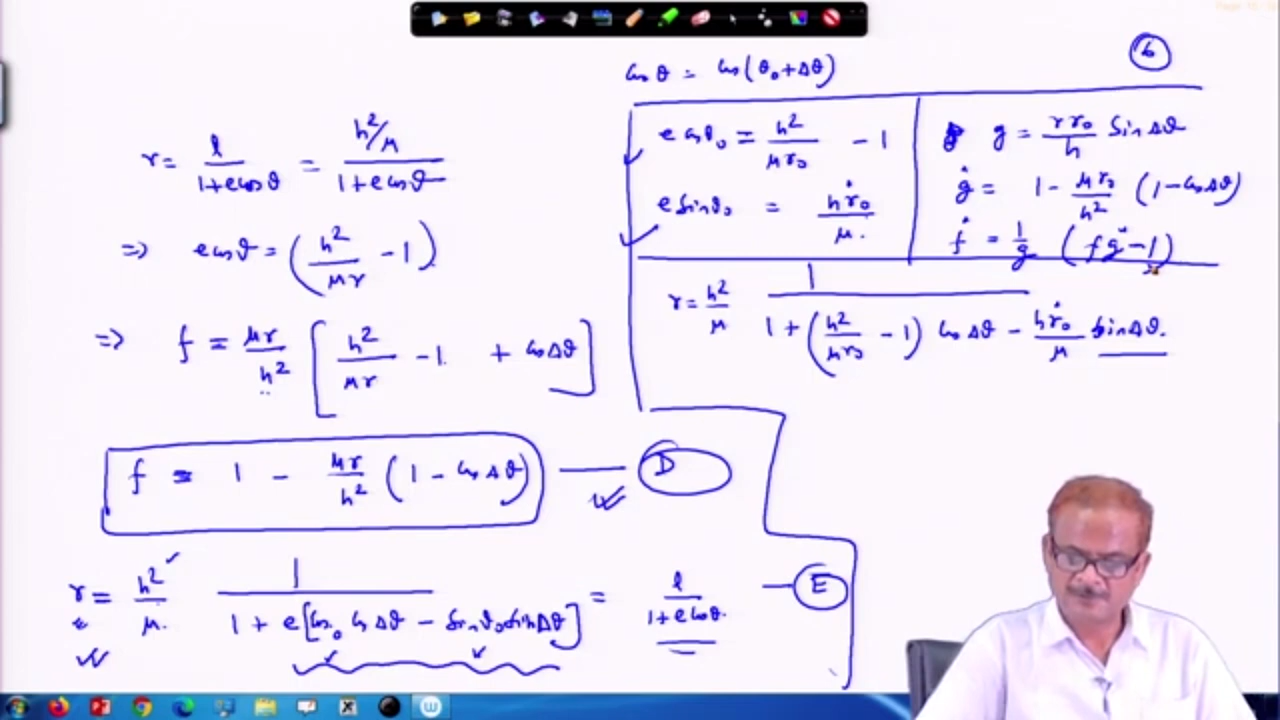 6
cos θ = cos(θ₀+Δθ)
r = l/(1+e cos θ) = (h²/μ)/(1+e cos θ)
⇒ e cos θ = (h²/μr − 1)
⇒ f = μr/h² [h²/μr − 1 + cos Δθ]
f = 1 − μr/h² (1 − cos Δθ) — D
r = h²/μ 1/(1 + e[cos₀ cos Δθ − sin θ₀ sin Δθ]) = l/(1+e cos θ) — E
e cos θ₀ = h²/μr₀ − 1
e sin θ₀ = hṙ₀/μ.
g = rr₀/h sin Δθ
ġ = 1 − μr₀/h² (1 − cos Δθ)
ḟ = 1/g (fġ − 1)
r = h²/μ 1/(1 + (h²/μr₀ − 1) cos Δθ − hṙ₀/μ sin Δθ.)